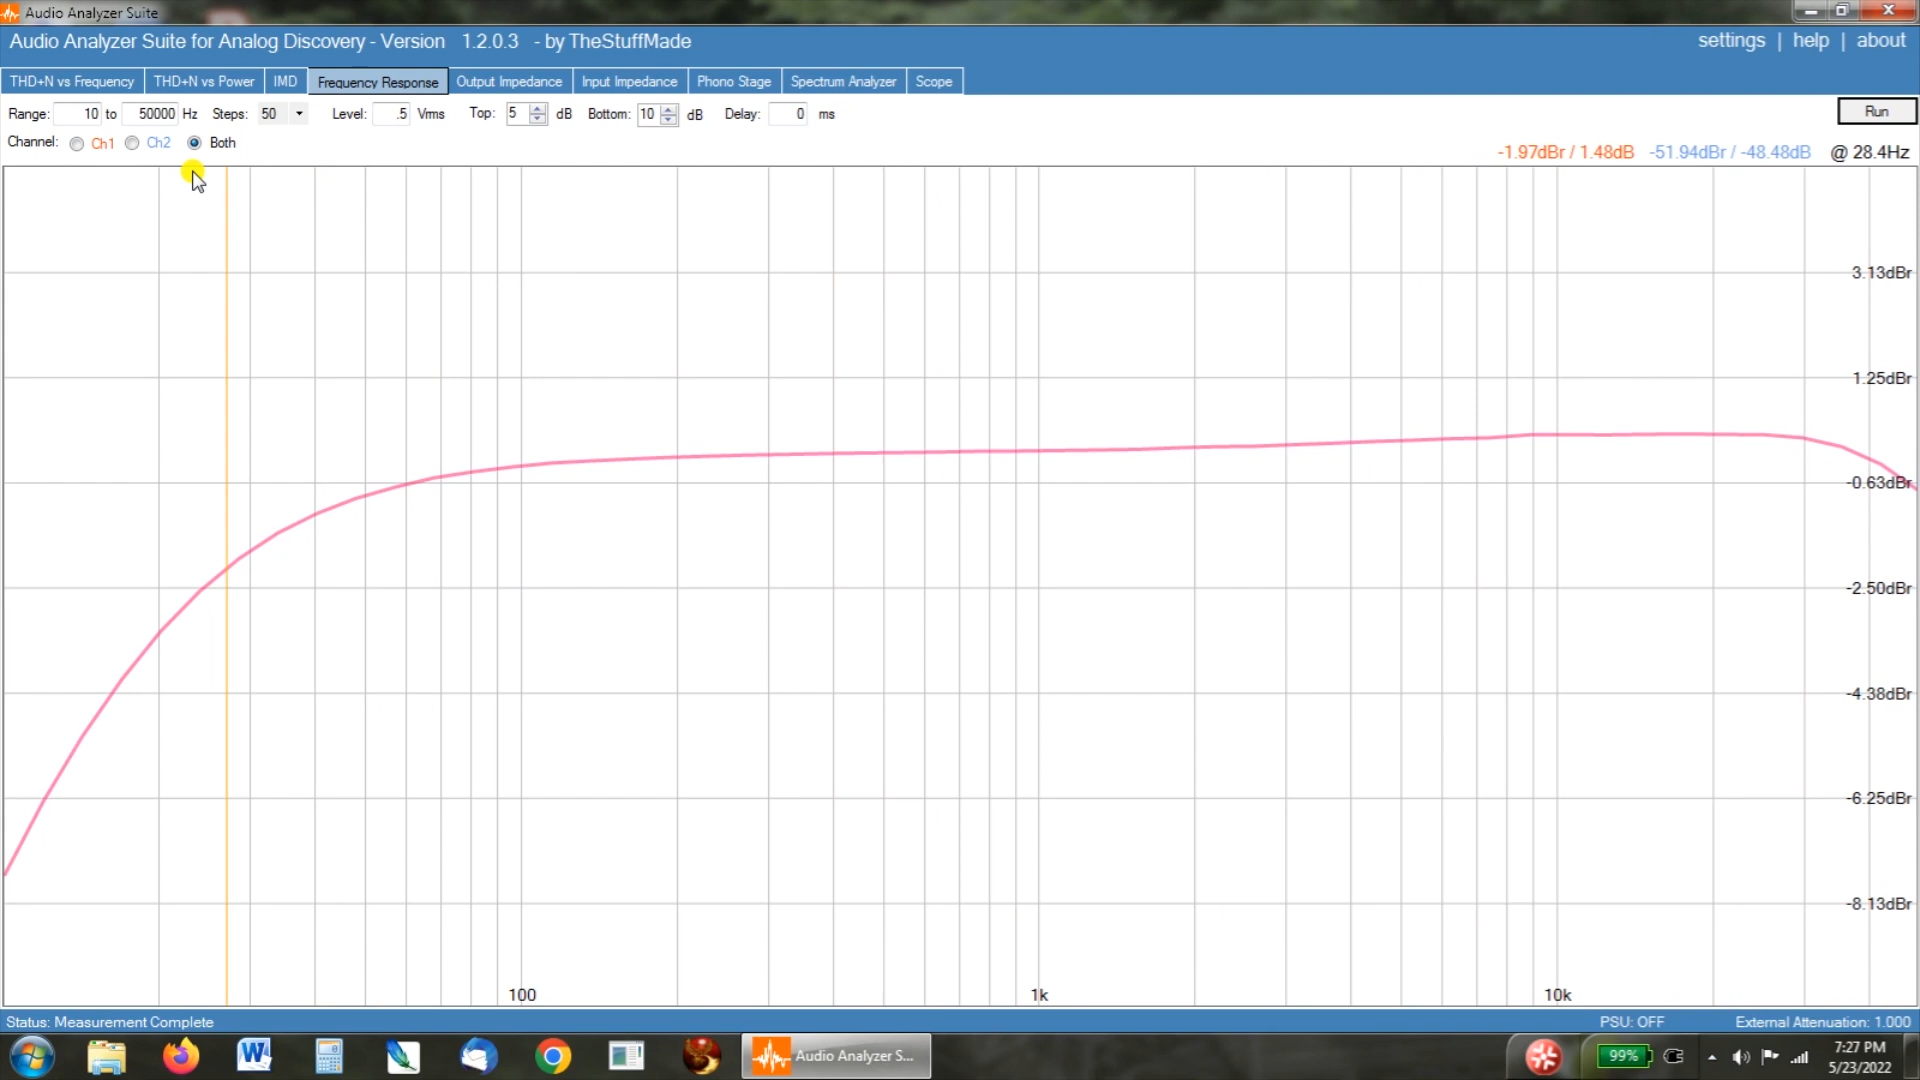 Audio Analyzer Suite
Audio Analyzer Suite for Analog Discovery - Version 1.2.0.3 - by TheStuffMade
settings | help | about
THD+N vs Frequency THD+N vs Power IMD Frequency Response Output Impedance Input Impedance Phono Stage Spectrum Analyzer Scope
Range: 10 to 50000 Hz Steps: 50 Level: .5 Vrms Top: 5 dB Bottom: 10 dB Delay: 0 ms Run
Channel: Ch1 Ch2 Both
-1.97dBr / 1.48dB -51.94dBr / -48.48dB @ 28.4Hz
3.13dBr
1.25dBr
-0.63dBr
-2.50dBr
-4.38dBr
-6.25dBr
-8.13dBr
100 1k 10k
Status: Measurement Complete PSU: OFF External Attenuation: 1.000
Audio Analyzer S...
99%
7:27 PM
5/23/2022